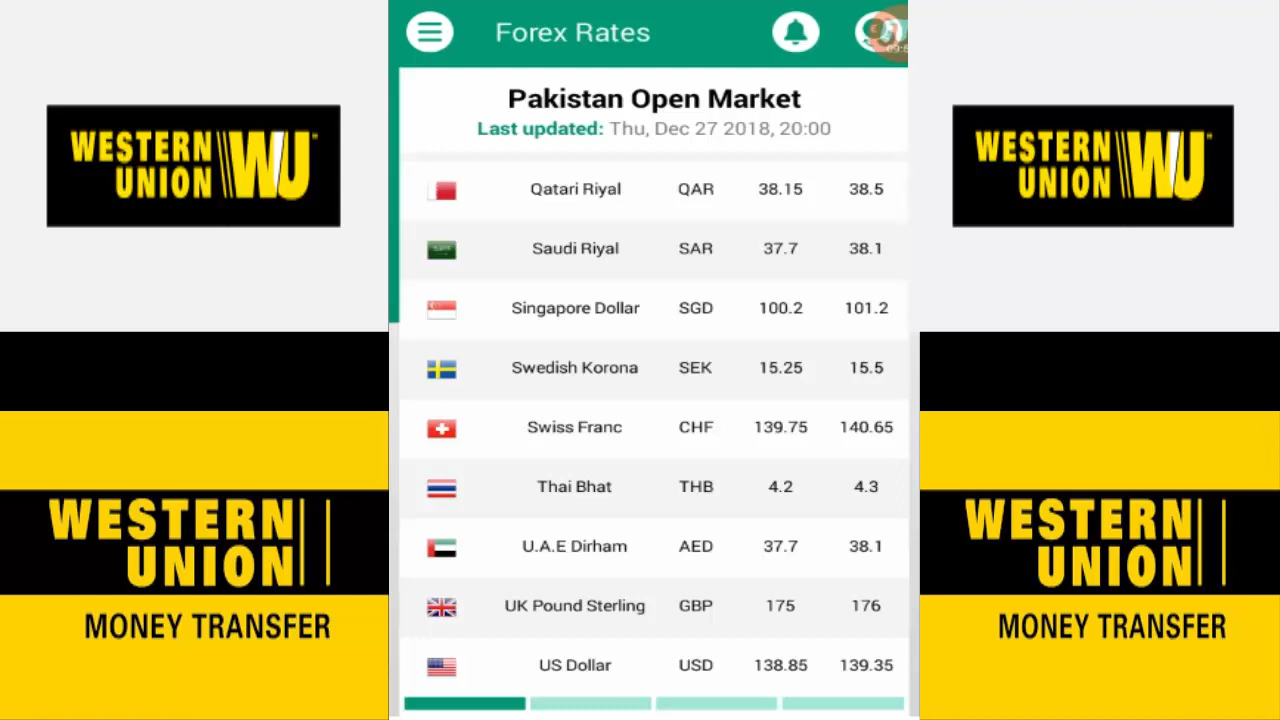 Forex Rates
09:
Pakistan Open Market
Last updated: Thu, Dec 27 2018, 20:00
Qatari Riyal QAR 38.15 38.5
Saudi Riyal SAR 37.7 38.1
Singapore Dollar SGD 100.2 101.2
Swedish Korona SEK 15.25 15.5
Swiss Franc CHF 139.75 140.65
Thai Bhat THB 4.2 4.3
U.A.E Dirham AED 37.7 38.1
UK Pound Sterling GBP 175 176
US Dollar USD 138.85 139.35
WESTERN
UNION
WU
WESTERN
UNION
MONEY TRANSFER
WESTERN
UNION
WU
WESTERN
UNION
MONEY TRANSFER